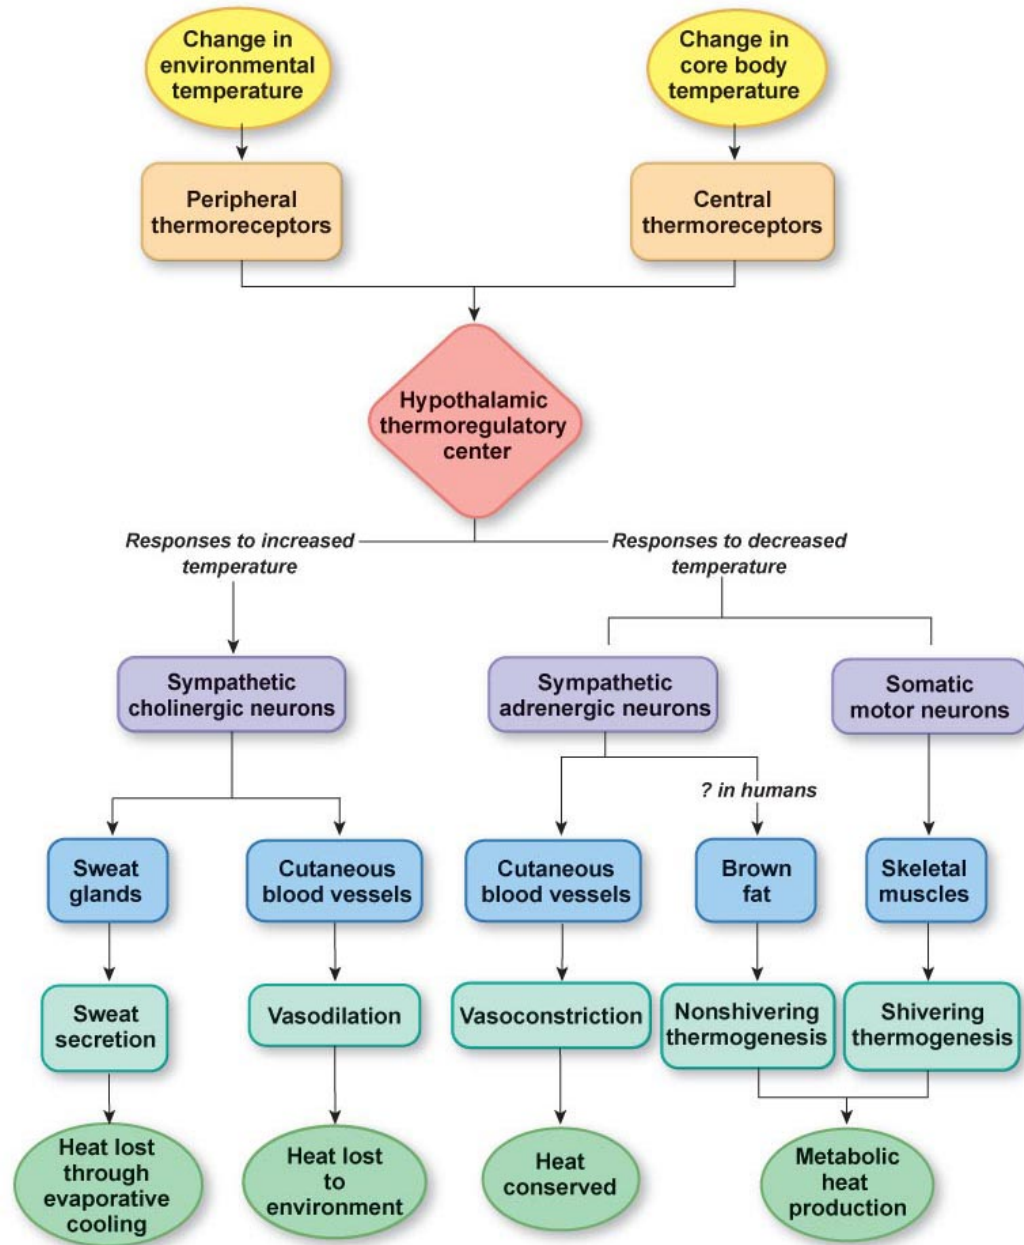 Change in
environmental
temperature
Change in
core body
temperature
Peripheral
thermoreceptors
Central
thermoreceptors
Hypothalamic
thermoregulatory
center
Responses to increased
temperature
Responses to decreased
temperature
Sympathetic
cholinergic neurons
Sympathetic
adrenergic neurons
Somatic
motor neurons
? in humans
Sweat
glands
Cutaneous
blood vessels
Cutaneous
blood vessels
Brown
fat
Skeletal
muscles
Sweat
secretion
Vasodilation
Vasoconstriction
Nonshivering
thermogenesis
Shivering
thermogenesis
Heat lost
through
evaporative
cooling
Heat lost
to
environment
Heat
conserved
Metabolic
heat
production